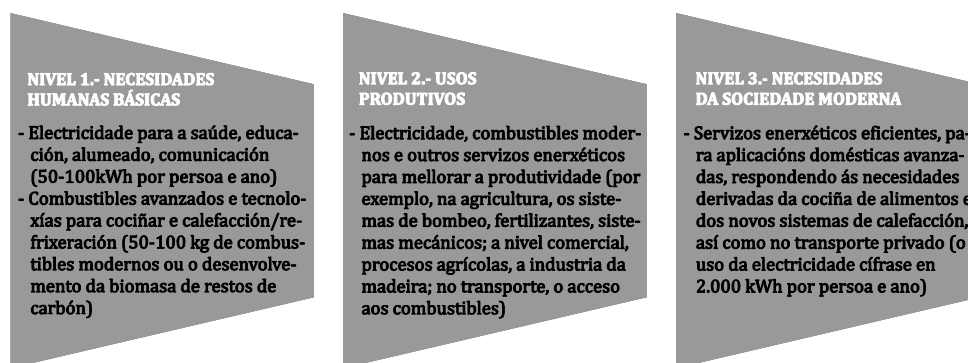 NIVEL 1.- NECESIDADES
HUMANAS BÁSICAS
- Electricidade para a saúde, educa-
ción, alumeado, comunicación
(50-100kWh por persoa e ano)
- Combustibles avanzados e tecnolo-
xías para cociñar e calefacción/re-
frixeración (50-100 kg de combus-
tibles modernos ou o desenvolve-
mento da biomasa de restos de
carbón)
NIVEL 2.- USOS
PRODUTIVOS
- Electricidade, combustibles moder-
nos e outros servizos enerxéticos
para mellorar a produtividade (por
exemplo, na agricultura, os siste-
mas de bombeo, fertilizantes, siste-
mas mecánicos; a nivel comercial,
procesos agrícolas, a industria da
madeira; no transporte, o acceso
aos combustibles)
NIVEL 3.- NECESIDADES
DA SOCIEDADE MODERNA
- Servizos enerxéticos eficientes, pa-
ra aplicacións domésticas avanza-
das, respondendo ás necesidades
derivadas da cociña de alimentos e
dos novos sistemas de calefacción,
así como no transporte privado (o
uso da electricidade cífrase en
2.000 kWh por persoa e ano)